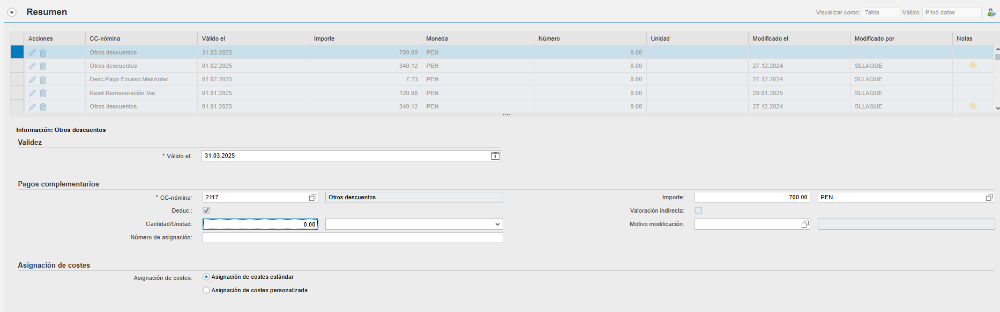 Resumen Visualizar como: Tabla Válido: P.tod.datos
Acciones CC-nómina Válido el Importe Moneda Número Unidad Modificado el Modificado por Notas
Otros descuentos 31.03.2025 700.00 PEN 0.00
Otros descuentos 01.02.2025 340.12 PEN 0.00 27.12.2024 SLLAQUE
Desc.Pago Exceso MesAnter 01.02.2025 7.23 PEN 0.00 27.12.2024 SLLAQUE
Reint.Remuneración Var. 01.01.2025 120.98 PEN 0.00 29.01.2025 SLLAQUE
Otros descuentos 01.01.2025 340.12 PEN 0.00 27.12.2024 SLLAQUE
Información: Otros descuentos
Validez
* Válido el: 31.03.2025
Pagos complementarios
* CC-nómina: 2117 Otros descuentos Importe: 700.00 PEN
Deduc.: Valoración indirecta:
Cantidad/Unidad: 0.00 Motivo modificación:
Número de asignación:
Asignación de costes
Asignación de costes: Asignación de costes estándar
Asignación de costes personalizada